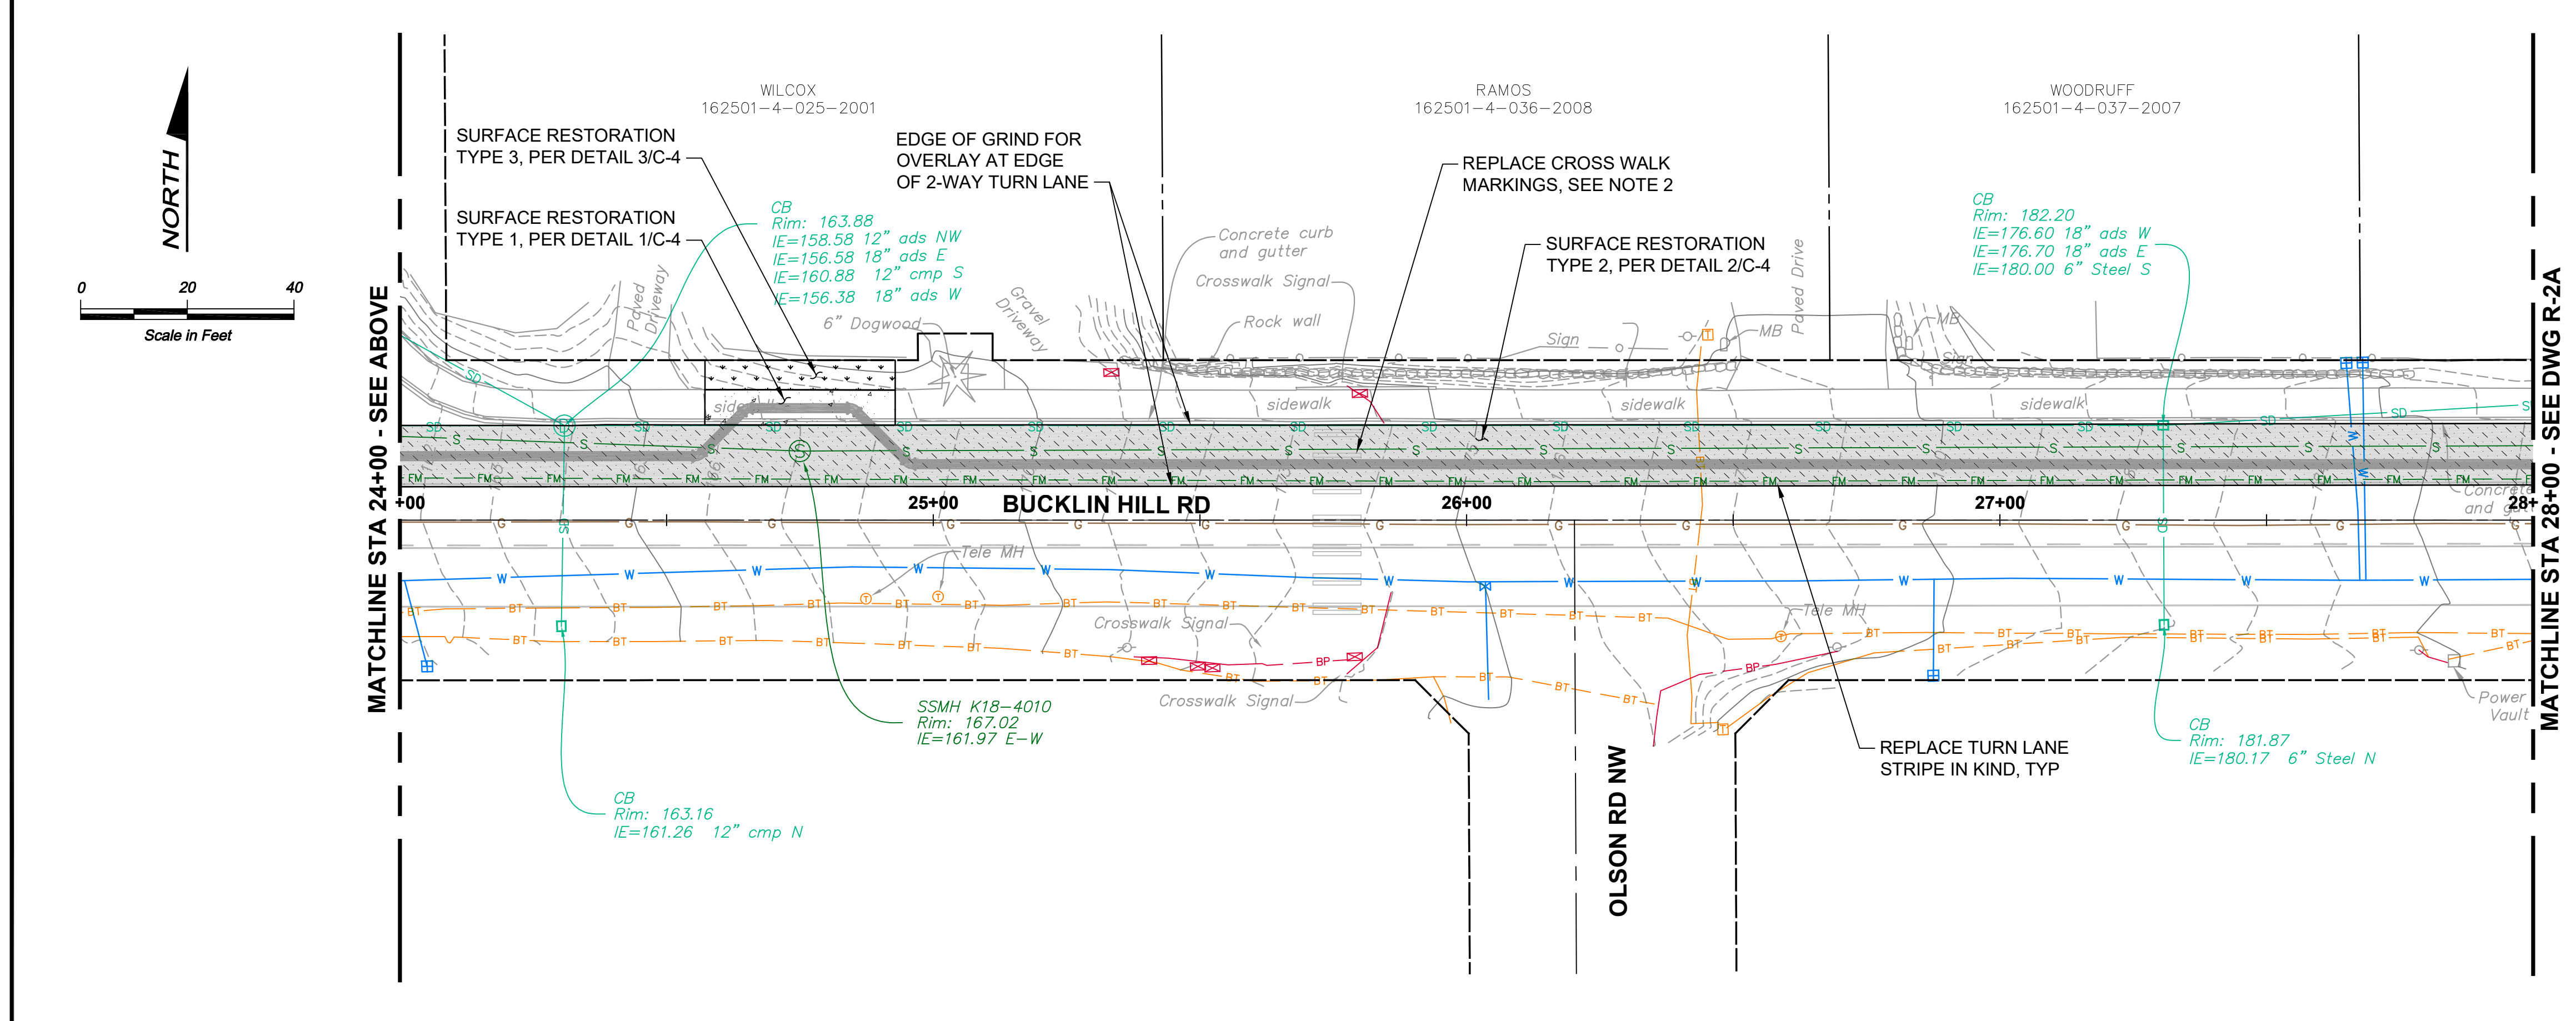 WILCOX
162501-4-025-2001
RAMOS
162501-4-036-2008
WOODRUFF
162501-4-037-2007
NORTH
0 20 40
Scale in Feet
MATCHLINE STA 24+00 - SEE ABOVE
SURFACE RESTORATION
TYPE 3, PER DETAIL 3/C-4
SURFACE RESTORATION
TYPE 1, PER DETAIL 1/C-4
EDGE OF GRIND FOR
OVERLAY AT EDGE
OF 2-WAY TURN LANE
REPLACE CROSS WALK
MARKINGS, SEE NOTE 2
SURFACE RESTORATION
TYPE 2, PER DETAIL 2/C-4
CB
Rim: 163.88
IE=158.58 12" ads NW
IE=156.58 18" ads E
IE=160.88 12" cmp S
IE=156.38 18" ads W
CB
Rim: 182.20
IE=176.60 18" ads W
IE=176.70 18" ads E
IE=180.00 6" Steel S
Paved
Driveway
6" Dogwood
Gravel
Driveway
Concrete curb
and gutter
Crosswalk Signal
Rock wall
Sign
MB
Paved Drive
MB
Sign
sidewalk
sidewalk
sidewalk
+00
25+00
BUCKLIN HILL RD
26+00
27+00
28+
Concrete
Tele MH
Crosswalk Signal
Crosswalk Signal
Tele MH
Power
Vault
SSMH K18-4010
Rim: 167.02
IE=161.97 E-W
CB
Rim: 163.16
IE=161.26 12" cmp N
OLSON RD NW
REPLACE TURN LANE
STRIPE IN KIND, TYP
CB
Rim: 181.87
IE=180.17 6" Steel N
MATCHLINE STA 28+00 - SEE DWG R-2A